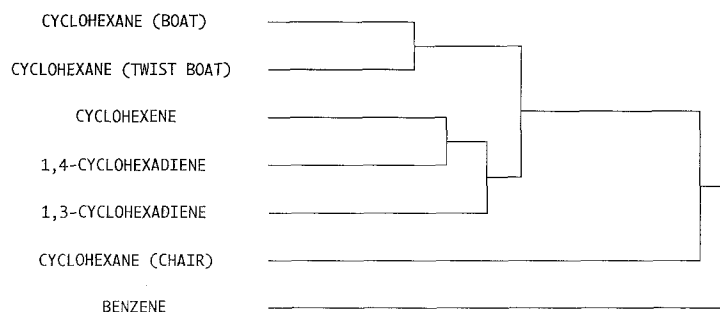 CYCLOHEXANE (BOAT)
CYCLOHEXANE (TWIST BOAT)
CYCLOHEXENE
1,4-CYCLOHEXADIENE
1,3-CYCLOHEXADIENE
CYCLOHEXANE (CHAIR)
BENZENE